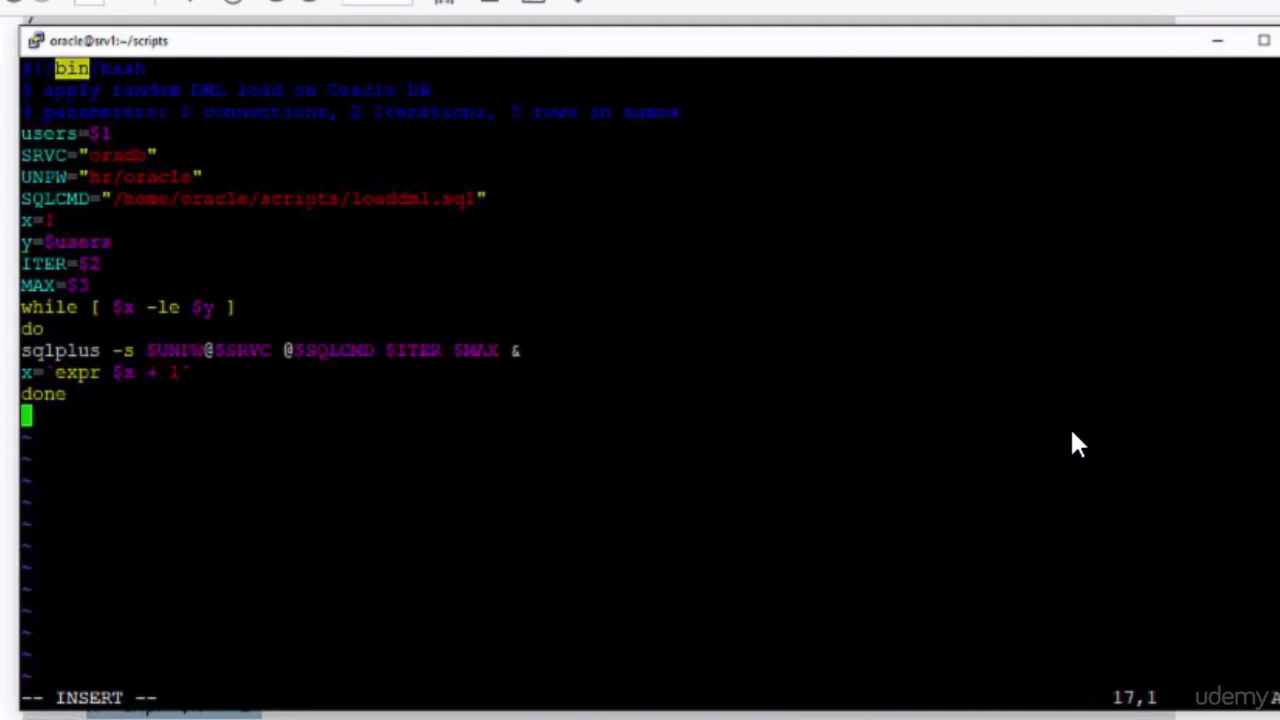 oracle@srv1:~/scripts
#!/bin/bash
# apply random DML load on Oracle DB
# parameters: 1 connections, 2 Iterations, 3 rows in names
users=$1
SRVC="oradb"
UNPW="hr/oracle"
SQLCMD="/home/oracle/scripts/loaddml.sql"
x=1
y=$users
ITER=$2
MAX=$3
while [ $x -le $y ]
do
sqlplus -s $UNPW@$SRVC @$SQLCMD $ITER $MAX &
x=`expr $x + 1`
done
~
~
~
~
~
~
~
~
~
~
~
~
-- INSERT --
17,1
udemy